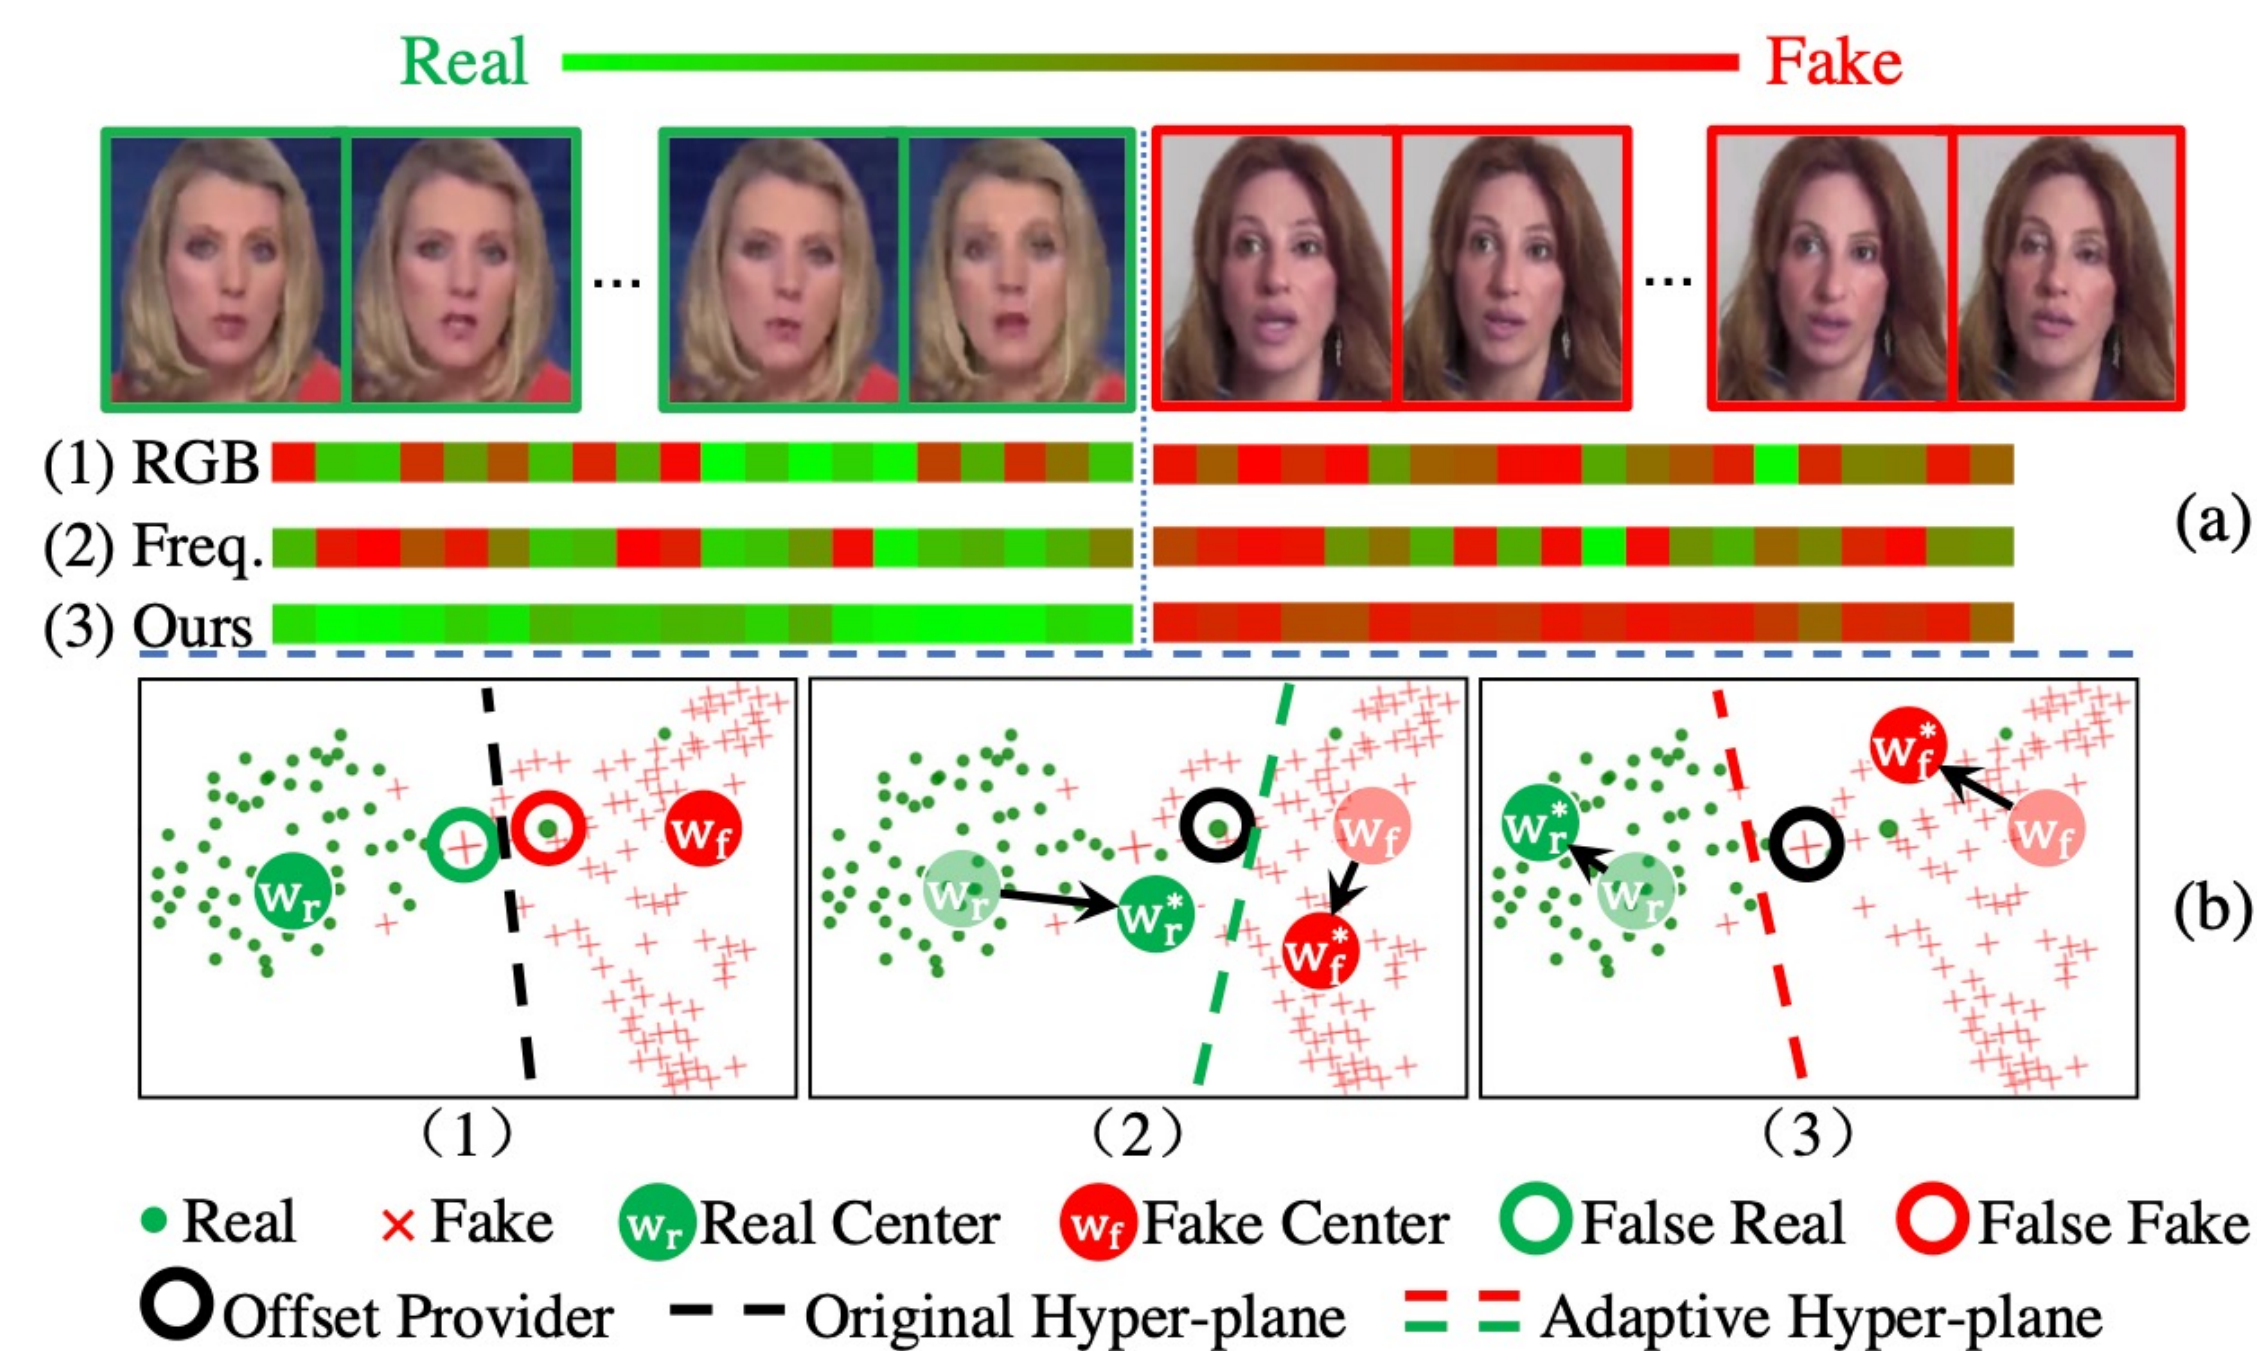 Real Fake
... ...
(1) RGB
(2) Freq.
(3) Ours
(a)
wr wf
wr wr* wf wf*
wr* wr wf* wf
(b)
(1) (2) (3)
Real Fake wr Real Center wf Fake Center False Real False Fake
Offset Provider Original Hyper-plane Adaptive Hyper-plane